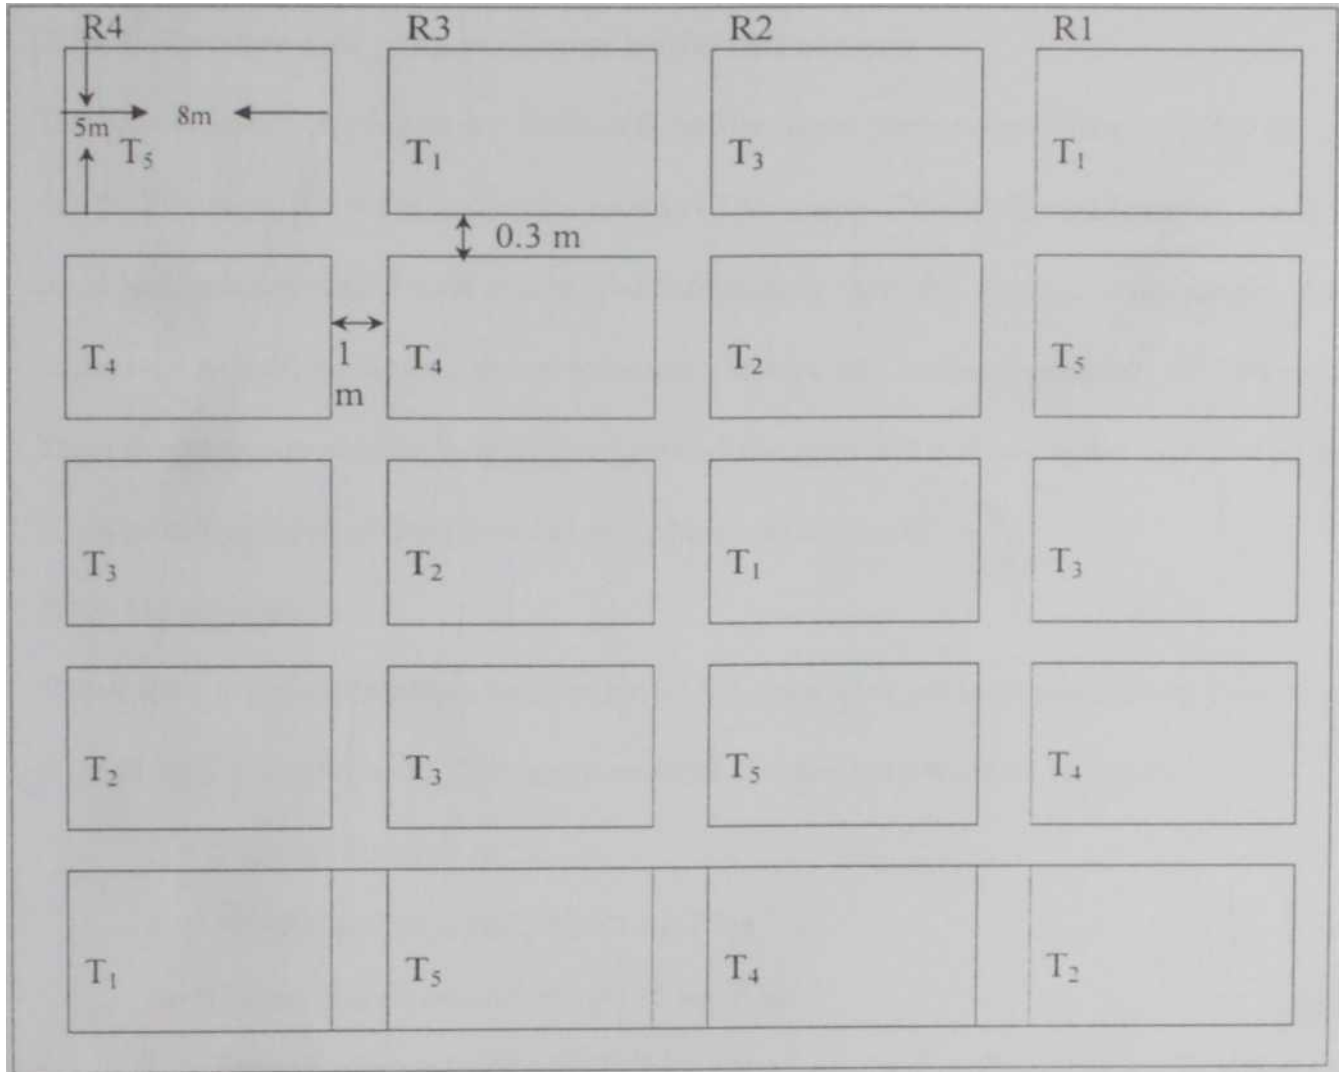 R4 R3 R2 R1
8m
5m
T₅ T₁ T₃ T₁
0.3 m
T₄ 1 m T₄ T₂ T₅
T₃ T₂ T₁ T₃
T₂ T₃ T₅ T₄
T₁ T₅ T₄ T₂